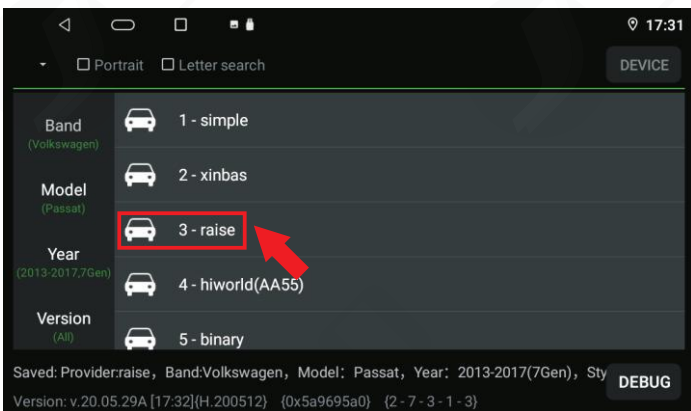 17:31
Portrait Letter search DEVICE
Band
(Volkswagen)
Model
(Passat)
Year
(2013-2017,7Gen)
Version
(All)
1 - simple
2 - xinbas
3 - raise
4 - hiworld(AA55)
5 - binary
Saved: Provider:raise, Band:Volkswagen, Model: Passat, Year: 2013-2017(7Gen), Sty
DEBUG
Version: v.20.05.29A [17:32]{H.200512} {0x5a9695a0} {2 - 7 - 3 - 1 - 3}